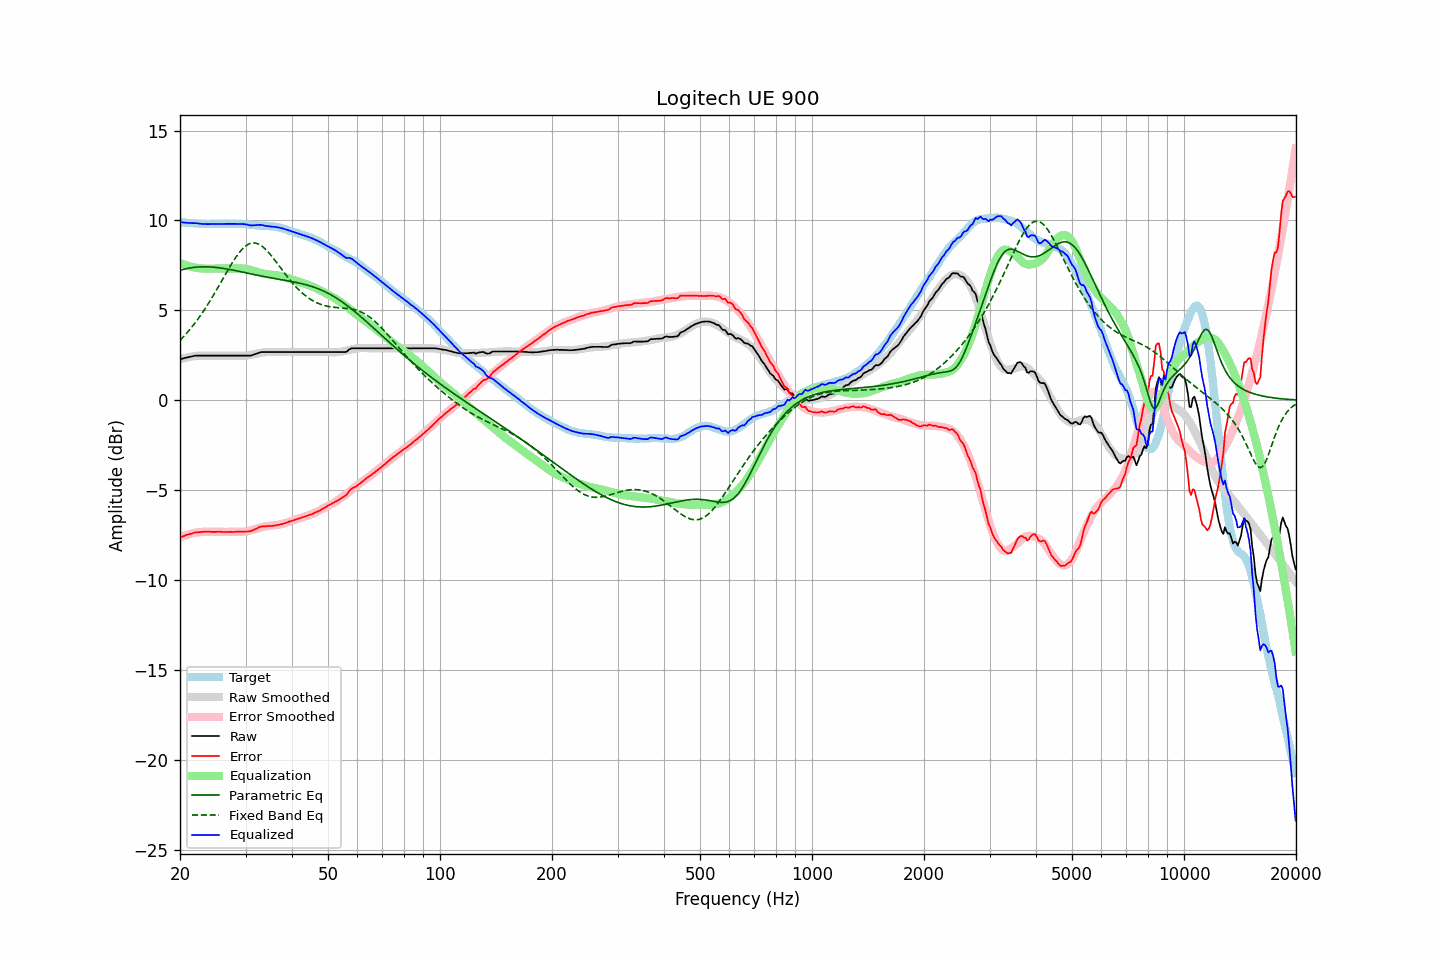 Logitech UE 900
Amplitude (dBr)
15
10
5
0
−5
−10
−15
−20
−25
Target
Raw Smoothed
Error Smoothed
Raw
Error
Equalization
Parametric Eq
Fixed Band Eq
Equalized
20 50 100 200 500 1000 2000 5000 10000 20000
Frequency (Hz)